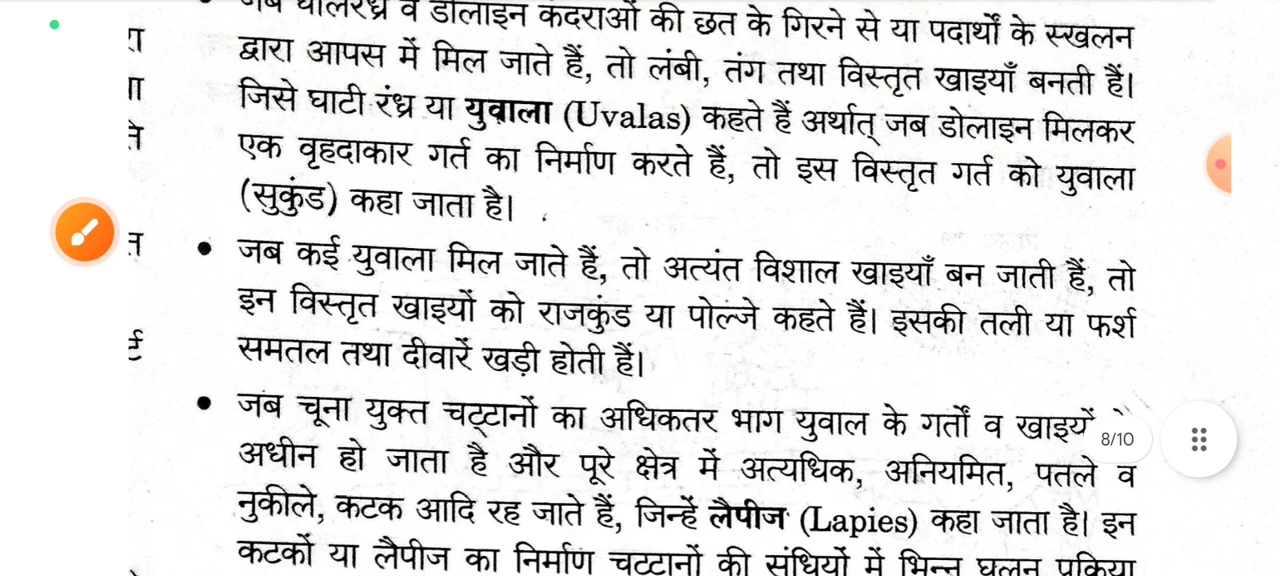 जब घोलरंध्र व डोलाइन कंदराओं की छत के गिरने से या पदार्थों के स्खलन
द्वारा आपस में मिल जाते हैं, तो लंबी, तंग तथा विस्तृत खाइयाँ बनती हैं।
जिसे घाटी रंध्र या युवाला (Uvalas) कहते हैं अर्थात् जब डोलाइन मिलकर
एक वृहदाकार गर्त का निर्माण करते हैं, तो इस विस्तृत गर्त को युवाला
(सुकुंड) कहा जाता है।
• जब कई युवाला मिल जाते हैं, तो अत्यंत विशाल खाइयाँ बन जाती हैं, तो
इन विस्तृत खाइयों को राजकुंड या पोल्जे कहते हैं। इसकी तली या फर्श
समतल तथा दीवारें खड़ी होती हैं।
• जब चूना युक्त चट्टानों का अधिकतर भाग युवाल के गर्तों व खाइयों
8/10
अधीन हो जाता है और पूरे क्षेत्र में अत्यधिक, अनियमित, पतले व
नुकीले, कटक आदि रह जाते हैं, जिन्हें लैपीज (Lapies) कहा जाता है। इन
कटकों या लैपीज का निर्माण चट्टानों की संधियों में भिन्न घुलन प्रक्रिया